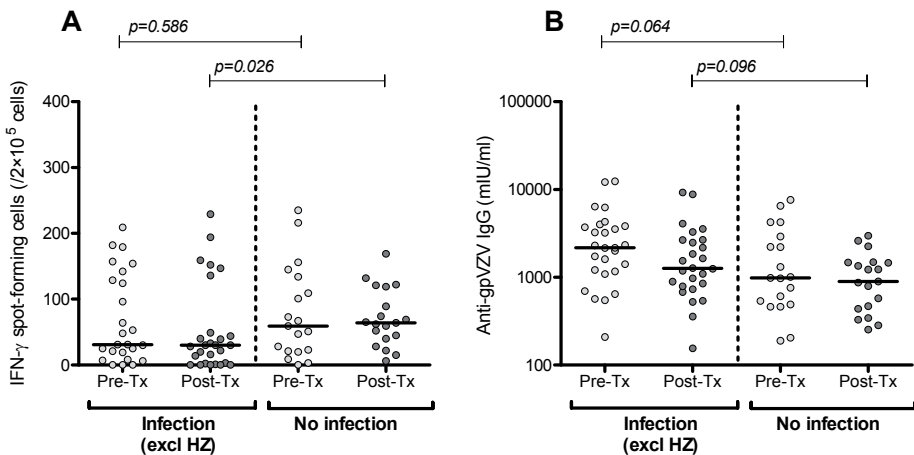 A
p=0.586
p=0.026
IFN-γ spot-forming cells (/2×10⁵ cells)
400
300
200
100
0
Pre-Tx Post-Tx Pre-Tx Post-Tx
Infection
(excl HZ)
No infection
B
p=0.064
p=0.096
Anti-gpVZV IgG (mIU/ml)
100000
10000
1000
100
Pre-Tx Post-Tx Pre-Tx Post-Tx
Infection
(excl HZ)
No infection